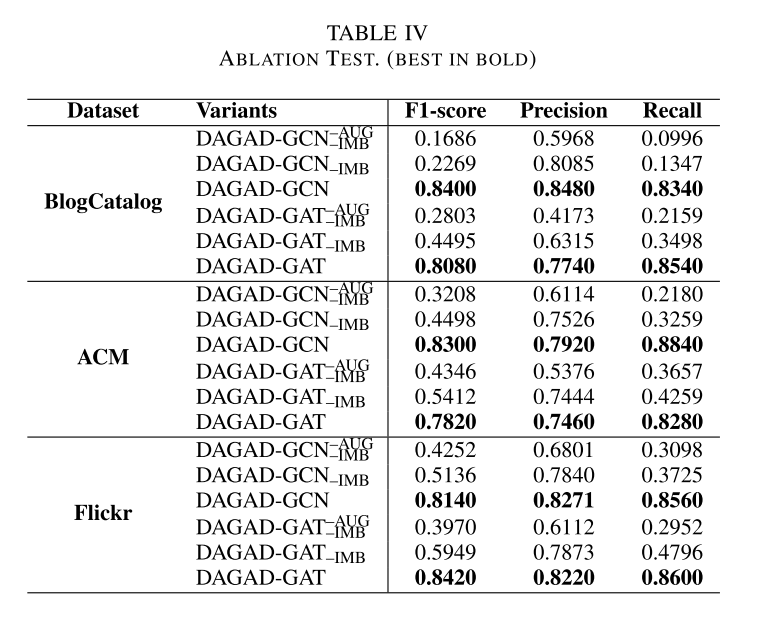 TABLE IV
ABLATION TEST. (BEST IN BOLD)
Dataset Variants F1-score Precision Recall
BlogCatalog
DAGAD-GCN–AUG–IMB 0.1686 0.5968 0.0996
DAGAD-GCN–IMB 0.2269 0.8085 0.1347
DAGAD-GCN 0.8400 0.8480 0.8340
DAGAD-GAT–AUG–IMB 0.2803 0.4173 0.2159
DAGAD-GAT–IMB 0.4495 0.6315 0.3498
DAGAD-GAT 0.8080 0.7740 0.8540
ACM
DAGAD-GCN–AUG–IMB 0.3208 0.6114 0.2180
DAGAD-GCN–IMB 0.4498 0.7526 0.3259
DAGAD-GCN 0.8300 0.7920 0.8840
DAGAD-GAT–AUG–IMB 0.4346 0.5376 0.3657
DAGAD-GAT–IMB 0.5412 0.7444 0.4259
DAGAD-GAT 0.7820 0.7460 0.8280
Flickr
DAGAD-GCN–AUG–IMB 0.4252 0.6801 0.3098
DAGAD-GCN–IMB 0.5136 0.7840 0.3725
DAGAD-GCN 0.8140 0.8271 0.8560
DAGAD-GAT–AUG–IMB 0.3970 0.6112 0.2952
DAGAD-GAT–IMB 0.5949 0.7873 0.4796
DAGAD-GAT 0.8420 0.8220 0.8600